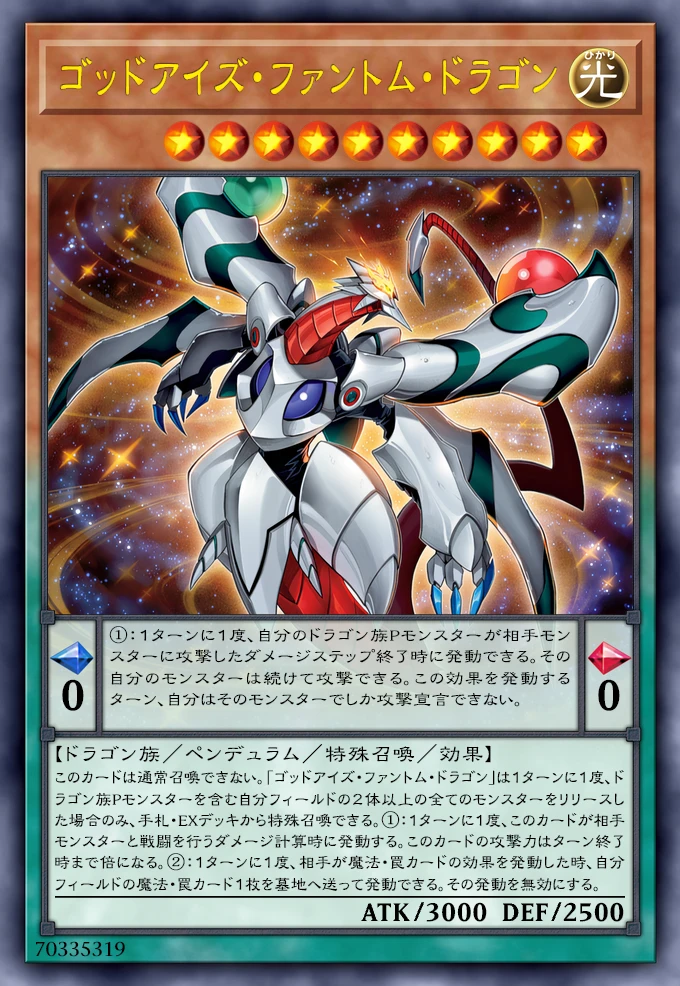 ゴッドアイズ・ファントム・ドラゴン
ひかり
光
①:1ターンに1度、自分のドラゴン族Pモンスターが相手モン
スターに攻撃したダメージステップ終了時に発動できる。その
自分のモンスターは続けて攻撃できる。この効果を発動する
ターン、自分はそのモンスターでしか攻撃宣言できない。
0
0
【ドラゴン族/ペンデュラム/特殊召喚/効果】
このカードは通常召喚できない。「ゴッドアイズ・ファントム・ドラゴン」は1ターンに1度、ド
ラゴン族Pモンスターを含む自分フィールドの2体以上の全てのモンスターをリリースし
た場合のみ、手札・EXデッキから特殊召喚できる。①:1ターンに1度、このカードが相手
モンスターと戦闘を行うダメージ計算時に発動する。このカードの攻撃力はターン終了
時まで倍になる。②:1ターンに1度、相手が魔法・罠カードの効果を発動した時、自分
フィールドの魔法・罠カード1枚を墓地へ送って発動できる。その発動を無効にする。
ATK/3000 DEF/2500
70335319